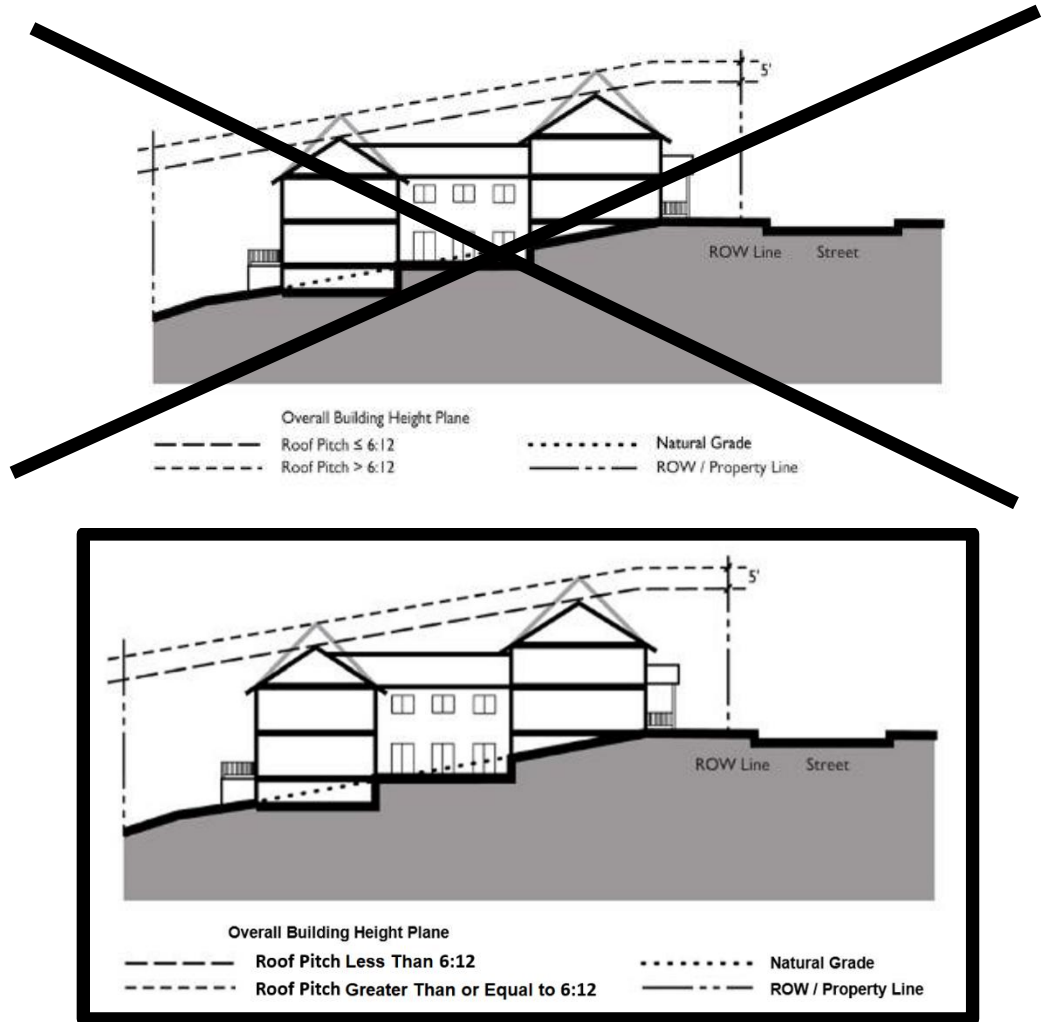 5'
ROW Line Street
Overall Building Height Plane
Roof Pitch ≤ 6:12
Roof Pitch > 6:12
Natural Grade
ROW / Property Line
5'
ROW Line Street
Overall Building Height Plane
Roof Pitch Less Than 6:12
Roof Pitch Greater Than or Equal to 6:12
Natural Grade
ROW / Property Line